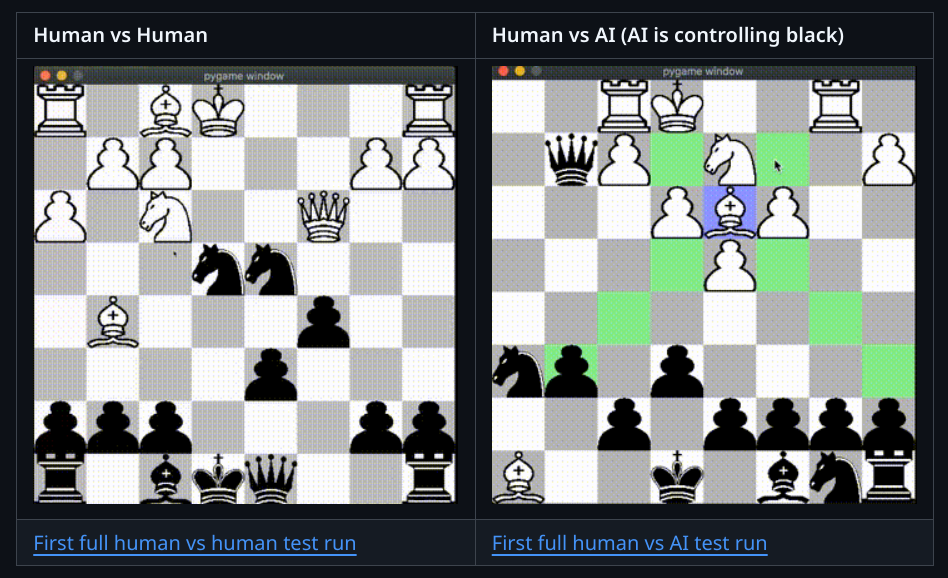 Human vs Human
Human vs AI (AI is controlling black)
pygame window
pygame window
First full human vs human test run
First full human vs AI test run